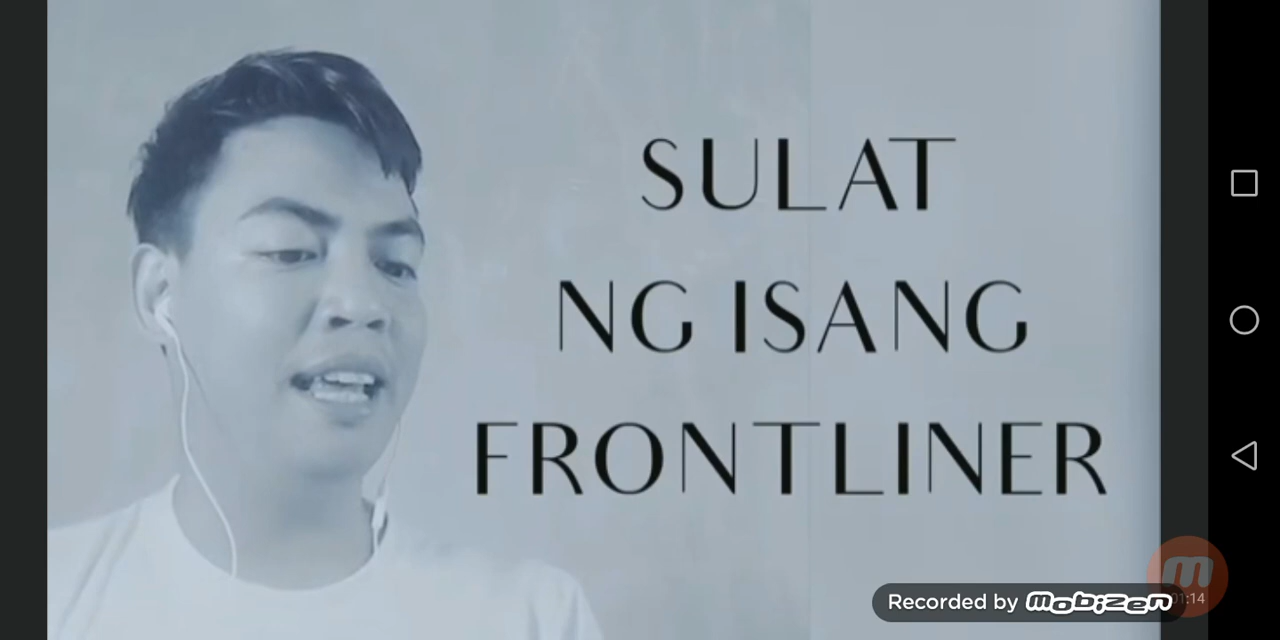 SULAT
NG ISANG
FRONTLINER
Recorded by mobizen
01:14